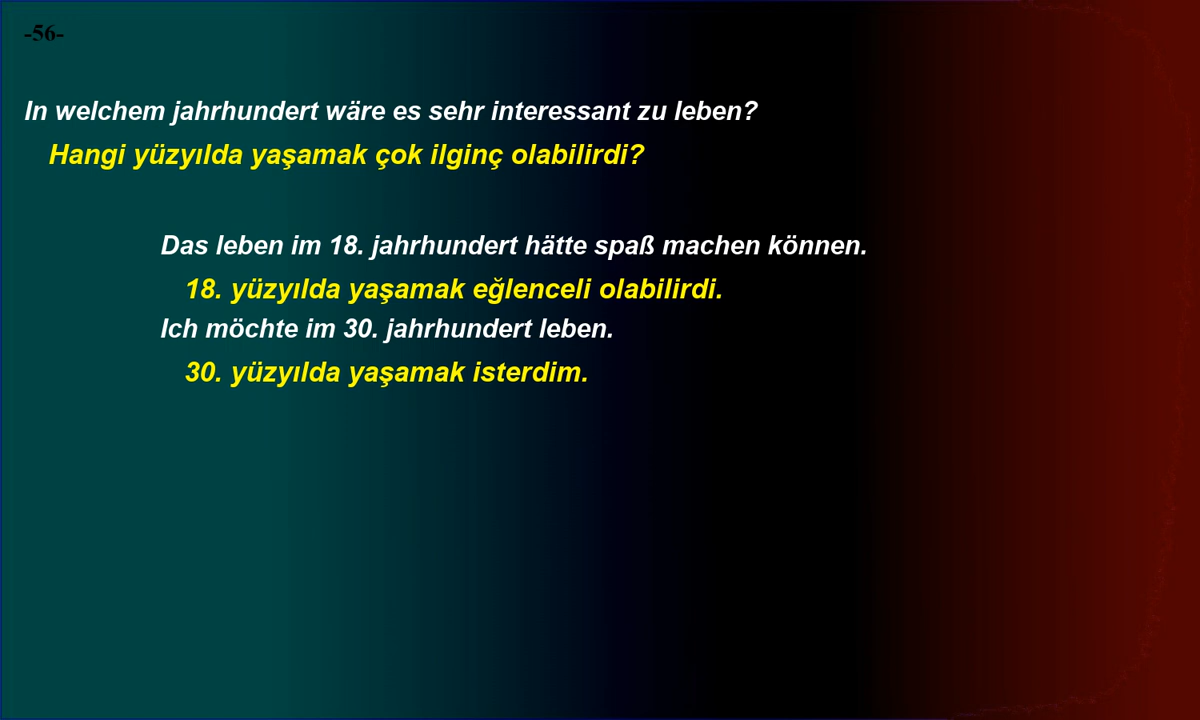 -56-
In welchem jahrhundert wäre es sehr interessant zu leben?
Hangi yüzyılda yaşamak çok ilginç olabilirdi?
Das leben im 18. jahrhundert hätte spaß machen können.
18. yüzyılda yaşamak eğlenceli olabilirdi.
Ich möchte im 30. jahrhundert leben.
30. yüzyılda yaşamak isterdim.